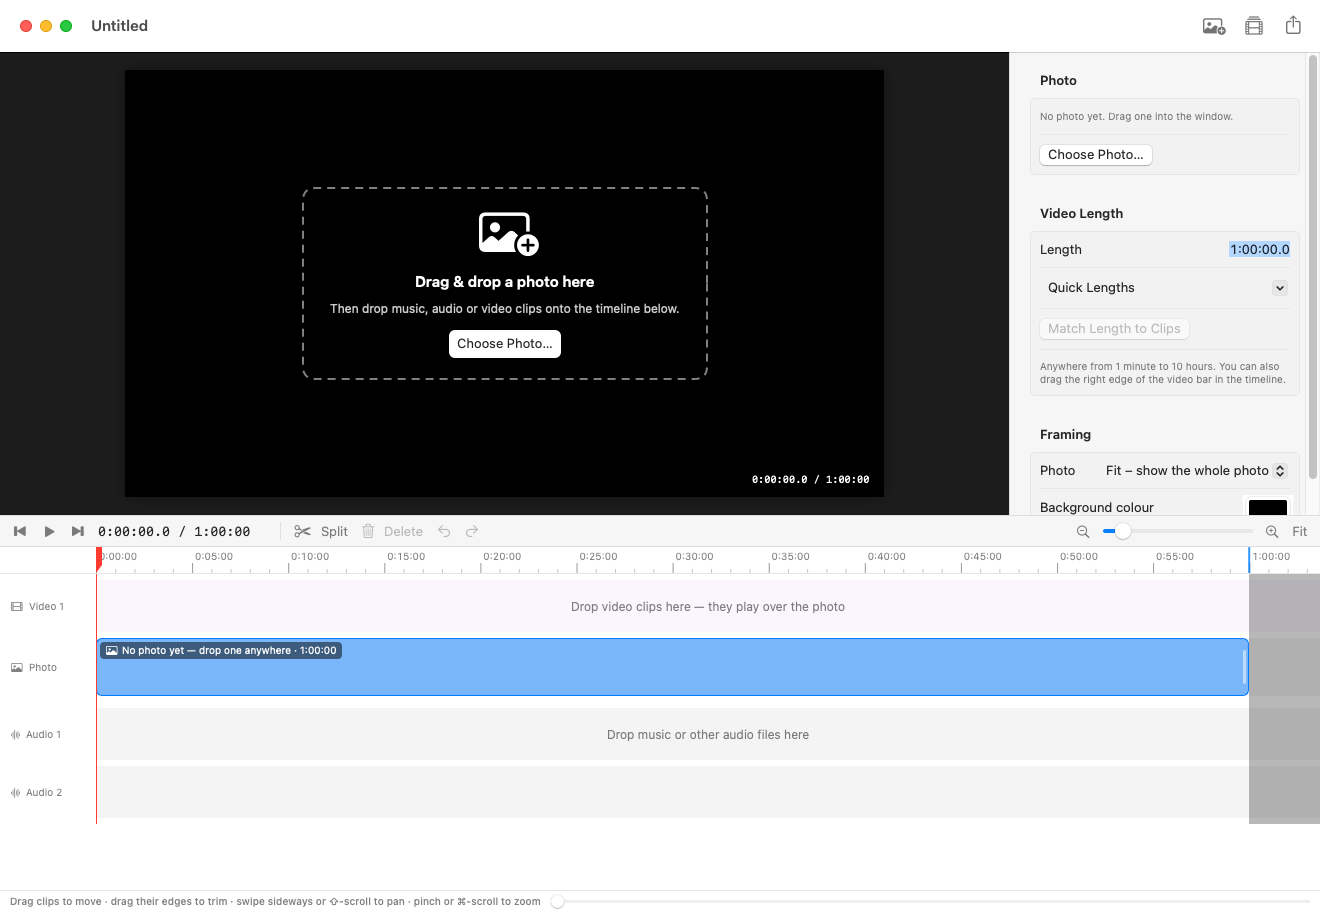 Untitled
Drag & drop a photo here
Then drop music, audio or video clips onto the timeline below.
Choose Photo...
0:00:00.0 / 1:00:00
Photo
No photo yet. Drag one into the window.
Choose Photo...
Video Length
Length 1:00:00.0
Quick Lengths
Match Length to Clips
Anywhere from 1 minute to 10 hours. You can also
drag the right edge of the video bar in the timeline.
Framing
Photo Fit – show the whole photo
Background colour
0:00:00.0 / 1:00:00 Split Delete Fit
0:00:00 0:05:00 0:10:00 0:15:00 0:20:00 0:25:00 0:30:00 0:35:00 0:40:00 0:45:00 0:50:00 0:55:00 1:00:00
Video 1 Drop video clips here — they play over the photo
No photo yet — drop one anywhere · 1:00:00
Photo
Audio 1 Drop music or other audio files here
Audio 2
Drag clips to move · drag their edges to trim · swipe sideways or ⇧-scroll to pan · pinch or ⌘-scroll to zoom